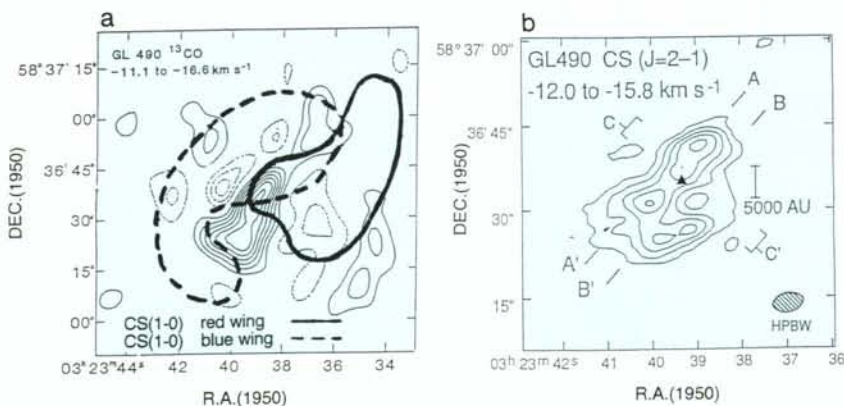 a
GL 490 ¹³CO
-11.1 to -16.6 km s⁻¹
58° 37' 15"
00"
36' 45"
30"
15"
00"
DEC.(1950)
CS(1-0) red wing
CS(1-0) blue wing
03ʰ 23ᵐ 44ˢ 42 40 38 36 34
R.A.(1950)
b
GL490 CS (J=2–1)
-12.0 to -15.8 km s⁻¹
58° 37' 00"
36' 45"
30"
15"
DEC.(1950)
A
B
C
5000 AU
C'
A'
B'
HPBW
03ʰ 23ᵐ 42ˢ 41 40 39 38 37 36
R.A.(1950)